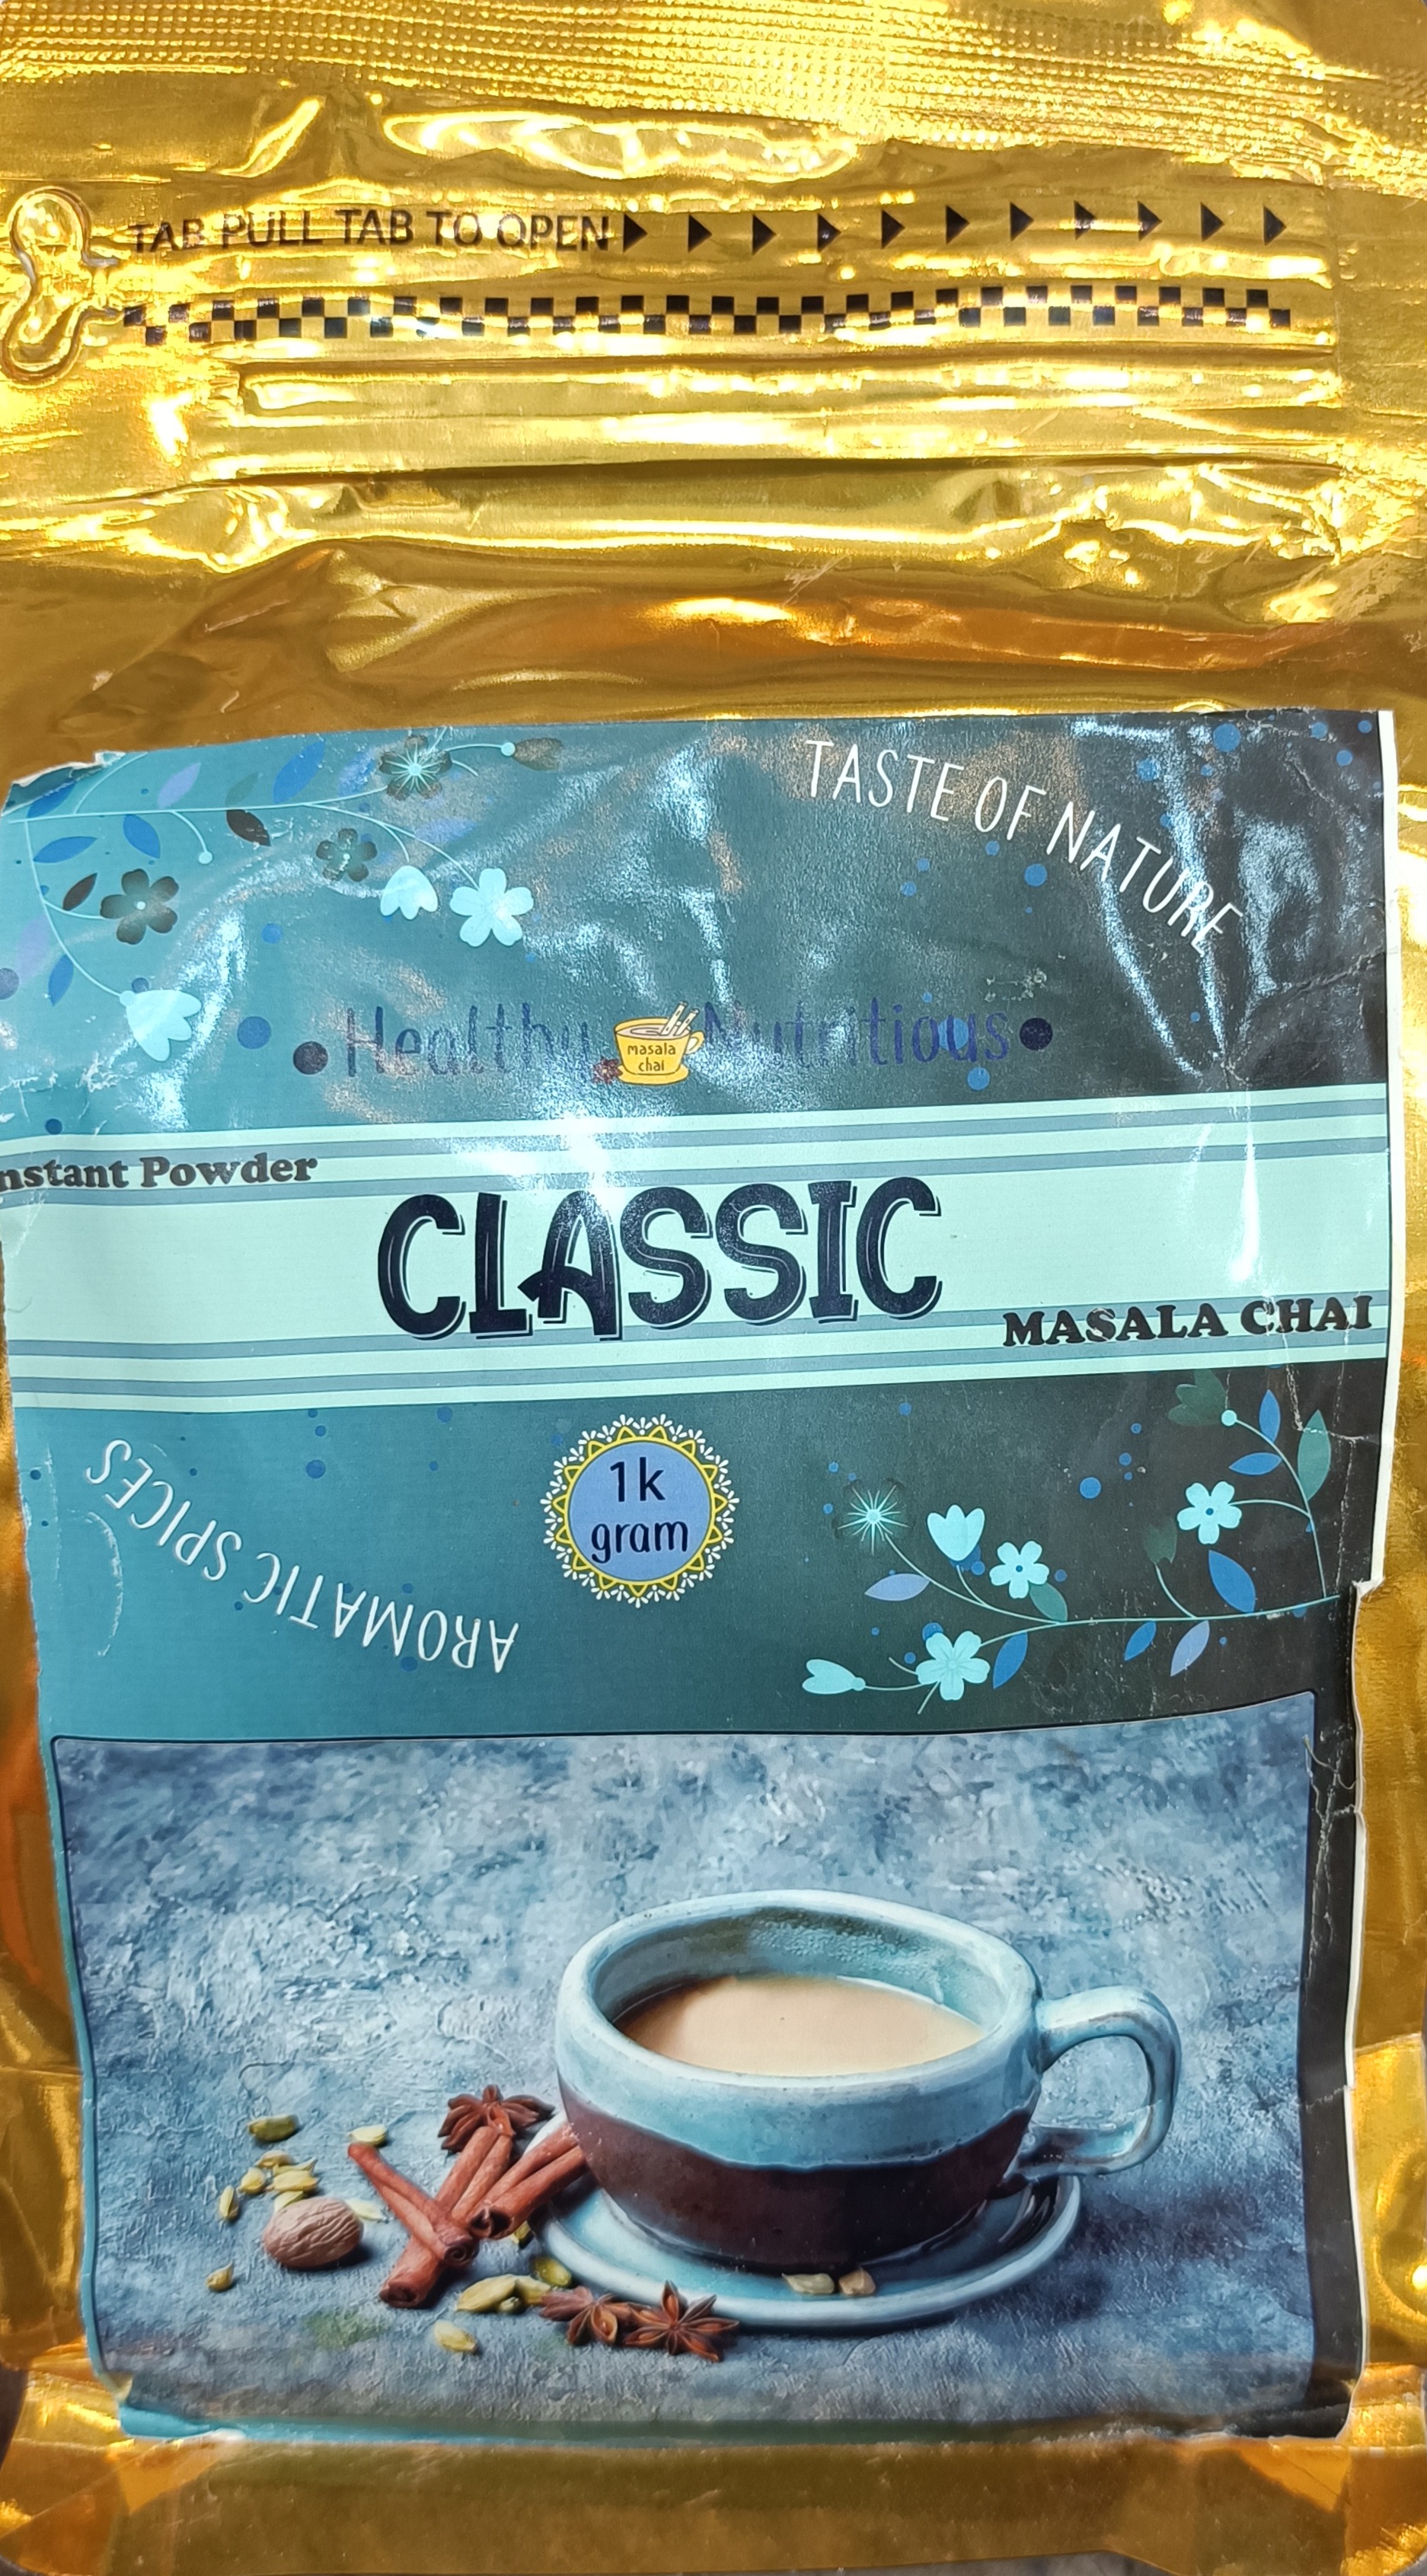 TAB PULL TAB TO OPEN
TASTE OF NATURE
Healthy Nutritious
masala
chai
nstant Powder
CLASSIC
MASALA CHAI
1k
gram
AROMATIC SPICES